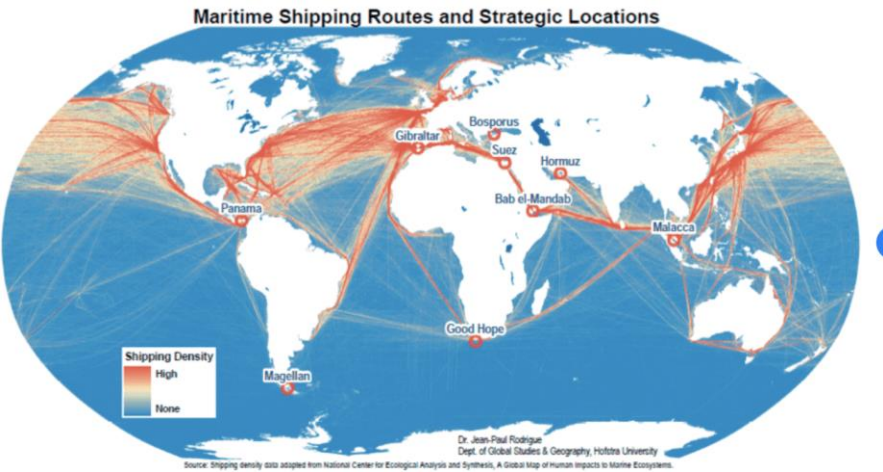 Maritime Shipping Routes and Strategic Locations
Bosporus
Gibraltar
Suez
Hormuz
Bab el-Mandab
Panama
Malacca
Good Hope
Magellan
Shipping Density
High
None
Dr. Jean-Paul Rodrigue
Dept. of Global Studies & Geography, Hofstra University
Source: Shipping density data adapted from National Center for Ecological Analysis and Synthesis, A Global Map of Human Impacts to Marine Ecosystems.